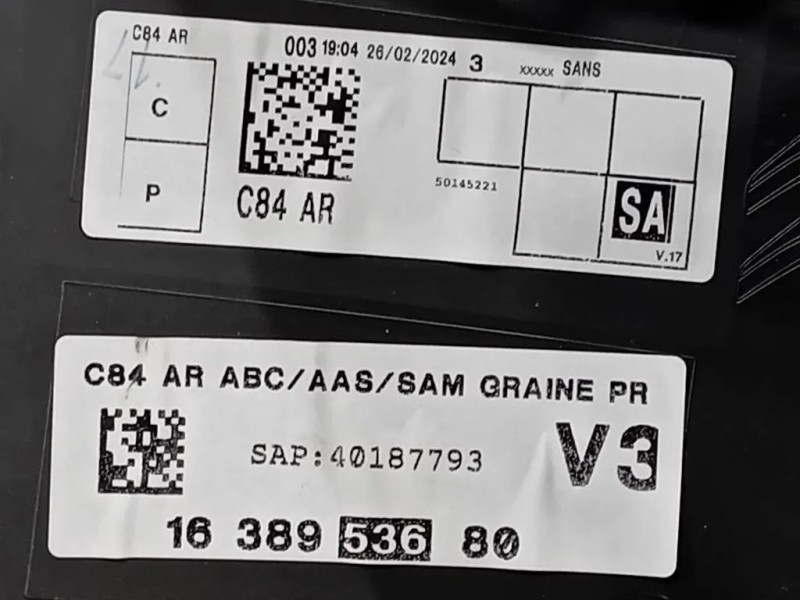 C84 AR
003 19:04 26/02/2024 3 xxxxx SANS
C
P
C84 AR
50145221
SA
V.17
C84 AR ABC/AAS/SAM GRAINE PR
SAP:40187793
V3
16 389 536 80